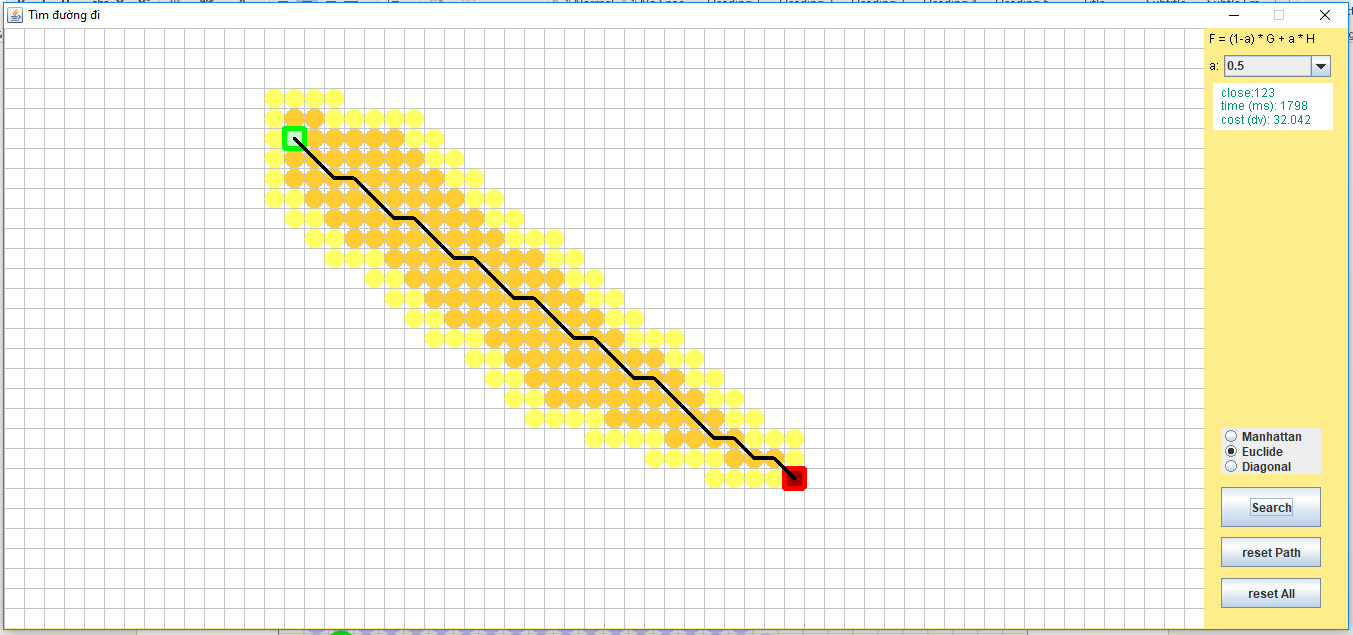 Tìm đường đi
F = (1-a) * G + a * H
a: 0.5
close:123
time (ms): 1798
cost (dv): 32.042
Manhattan
Euclide
Diagonal
Search
reset Path
reset All